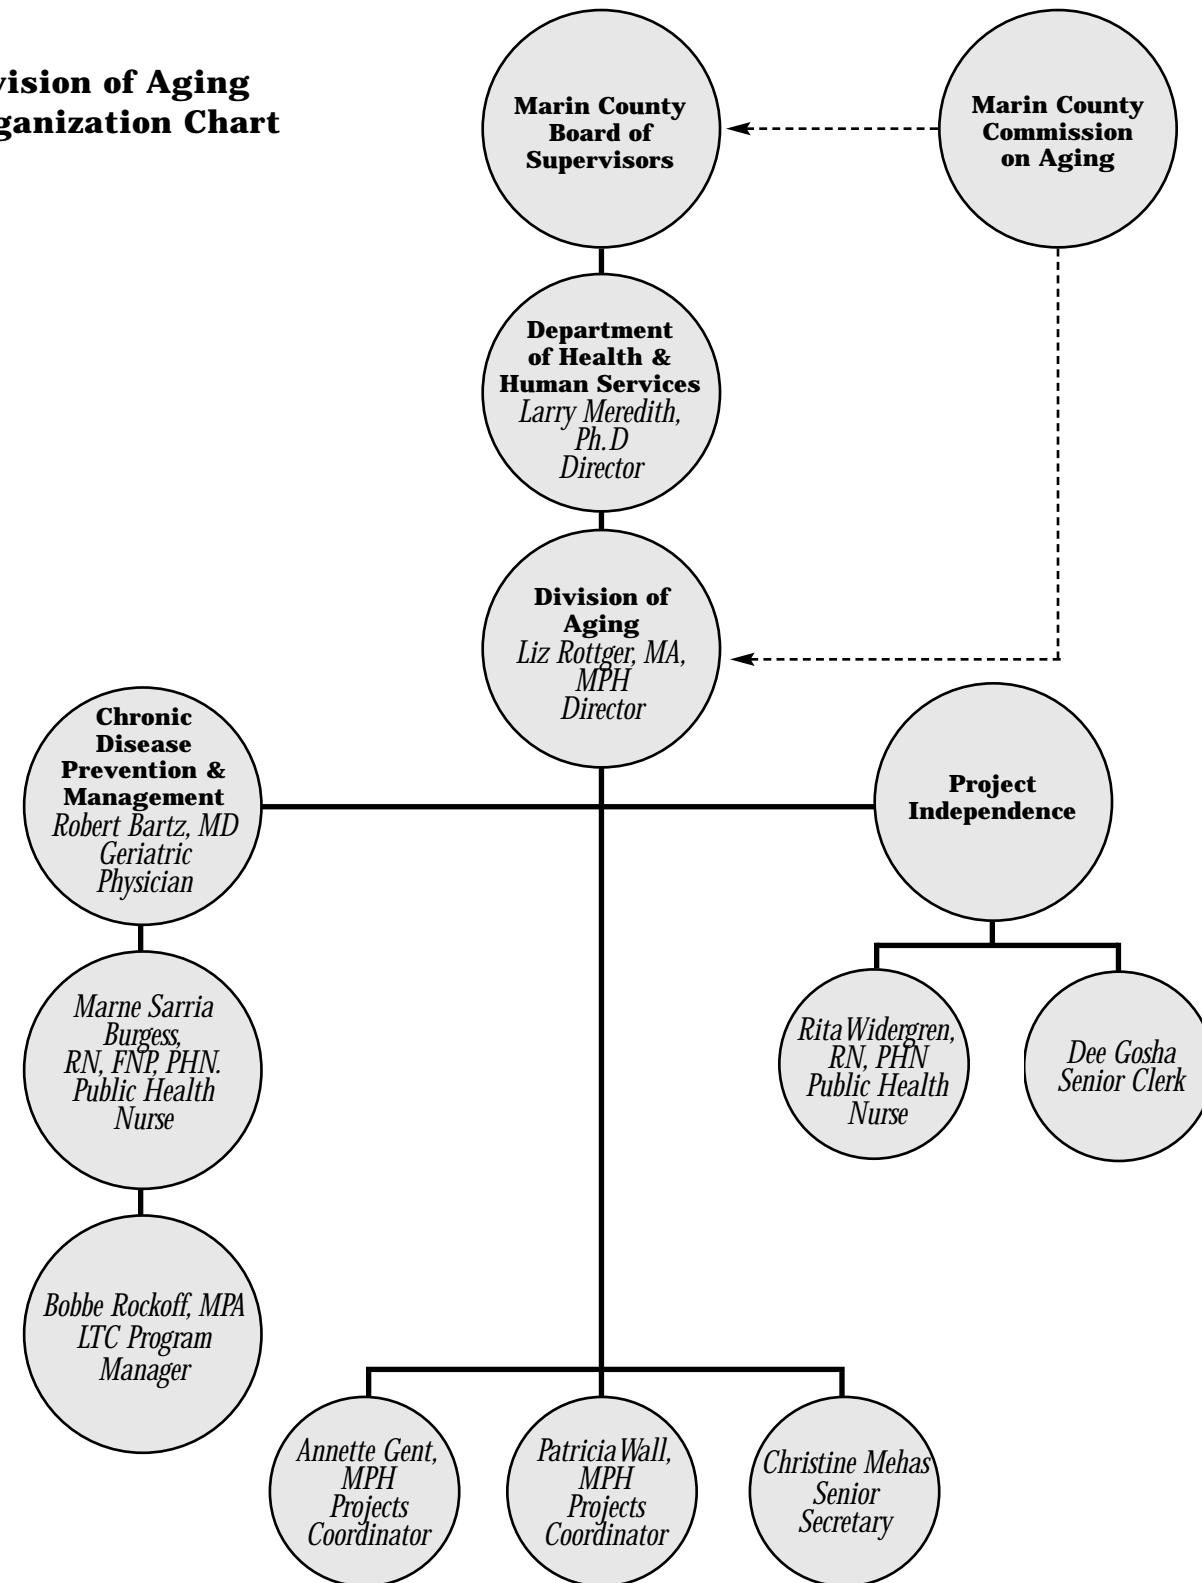 vision of Aging
ganization Chart
Marin County
Board of
Supervisors
Marin County
Commission
on Aging
Department
of Health &
Human Services
Larry Meredith,
Ph.D
Director
Division of
Aging
Liz Rottger, MA,
MPH
Director
Chronic
Disease
Prevention &
Management
Robert Bartz, MD
Geriatric
Physician
Project
Independence
Marne Sarria
Burgess,
RN, FNP, PHN.
Public Health
Nurse
Rita Widergren,
RN, PHN
Public Health
Nurse
Dee Gosha
Senior Clerk
Bobbe Rockoff, MPA
LTC Program
Manager
Annette Gent,
MPH
Projects
Coordinator
Patricia Wall,
MPH
Projects
Coordinator
Christine Mehas
Senior
Secretary